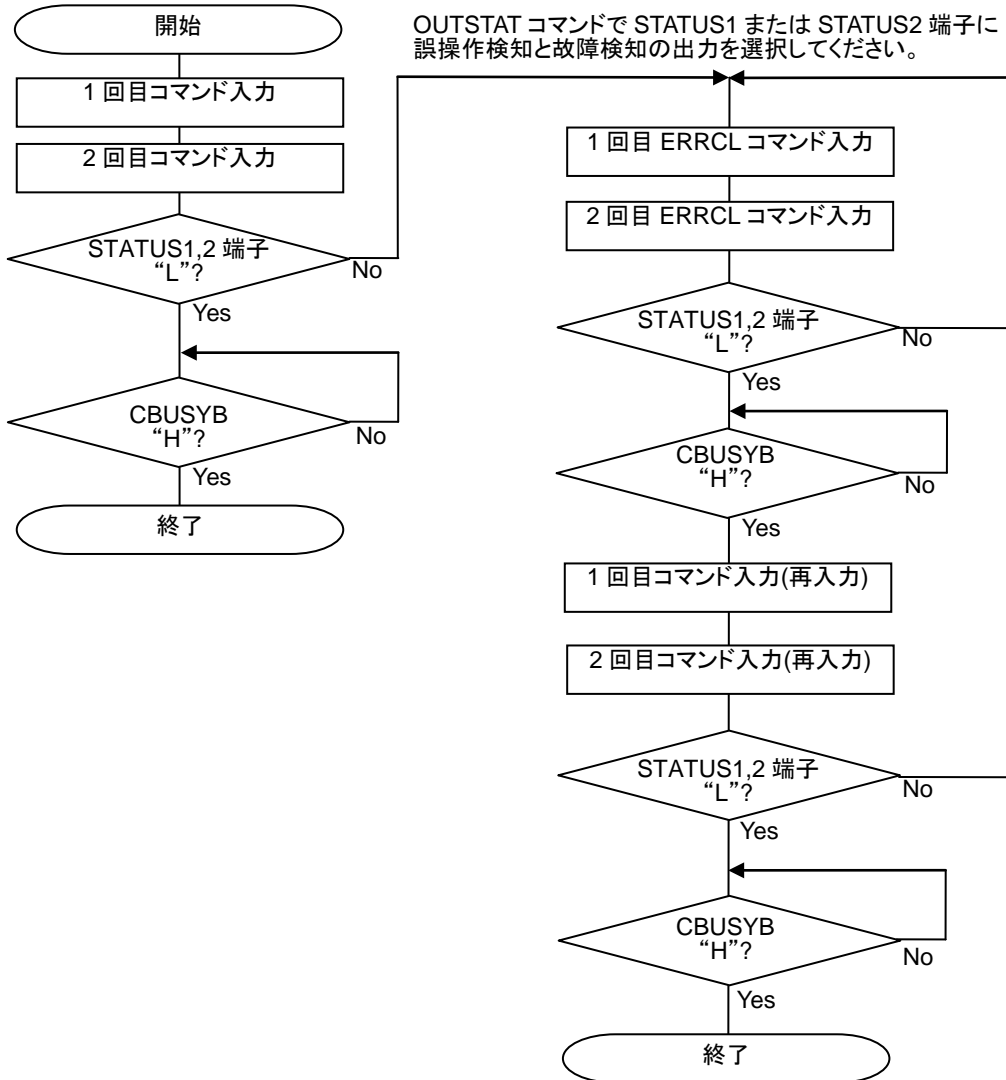 開始
1 回目コマンド入力
2 回目コマンド入力
STATUS1,2 端子
“L”?
No
Yes
CBUSYB
“H”?
No
Yes
終了
OUTSTAT コマンドで STATUS1 または STATUS2 端子に
誤操作検知と故障検知の出力を選択してください。
1 回目 ERRCL コマンド入力
2 回目 ERRCL コマンド入力
STATUS1,2 端子
“L”?
No
Yes
CBUSYB
“H”?
No
Yes
1 回目コマンド入力(再入力)
2 回目コマンド入力(再入力)
STATUS1,2 端子
“L”?
No
Yes
CBUSYB
“H”?
No
Yes
終了